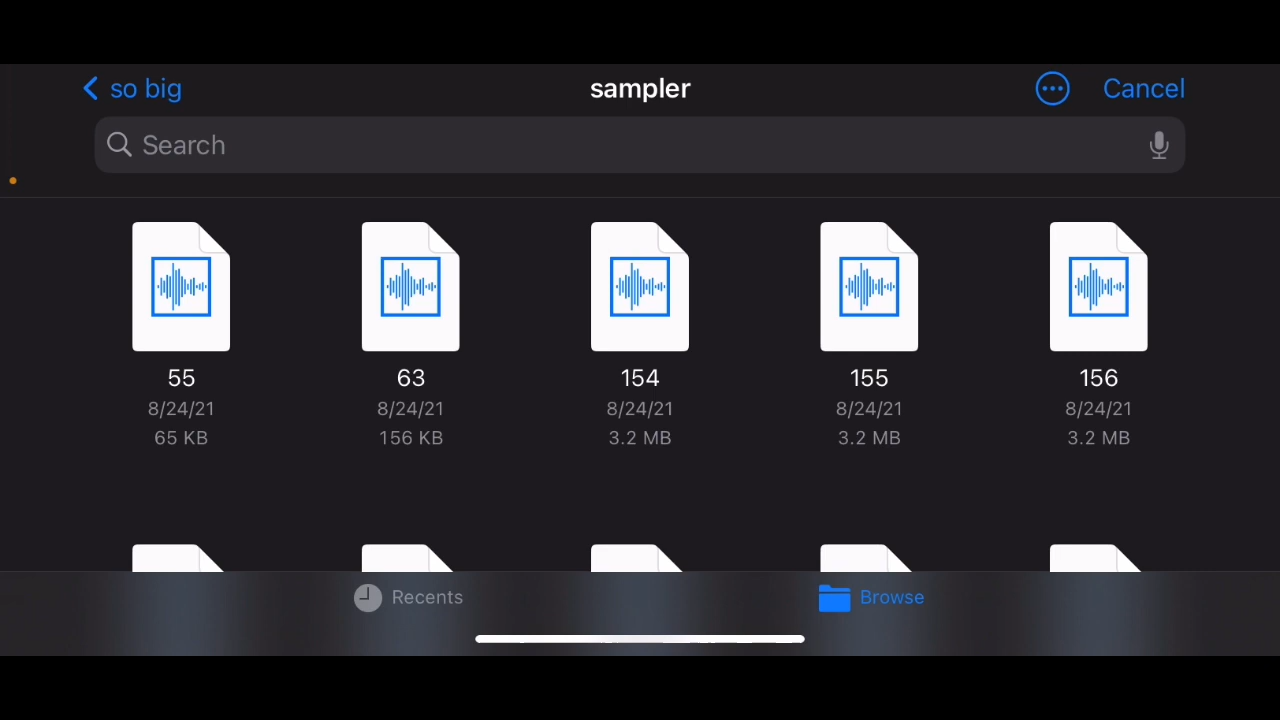 so big
sampler
Cancel
Search
55
63
154
155
156
8/24/21
8/24/21
8/24/21
8/24/21
8/24/21
65 KB
156 KB
3.2 MB
3.2 MB
3.2 MB
Recents
Browse